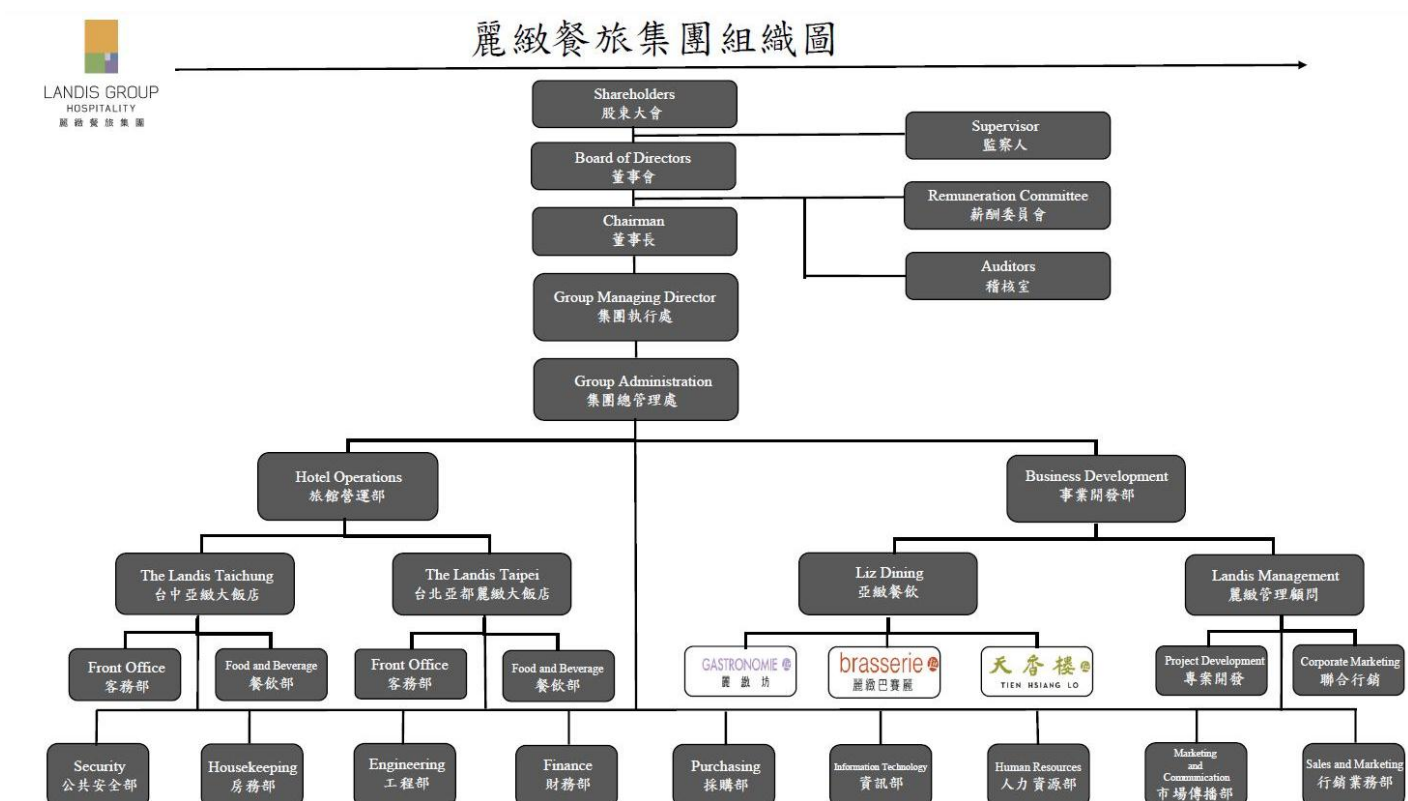 麗緻餐旅集團組織圖
LANDIS GROUP
HOSPITALITY
麗緻餐旅集團
Shareholders
股東大會
Supervisor
監察人
Board of Directors
董事會
Remuneration Committee
薪酬委員會
Chairman
董事長
Auditors
稽核室
Group Managing Director
集團執行處
Group Administration
集團總管理處
Hotel Operations
旅館營運部
Business Development
事業開發部
The Landis Taichung
台中亞緻大飯店
The Landis Taipei
台北亞都麗緻大飯店
Liz Dining
亞緻餐飲
Landis Management
麗緻管理顧問
Front Office
客務部
Food and Beverage
餐飲部
Front Office
客務部
Food and Beverage
餐飲部
GASTRONOMIE
麗緻坊
brasserie
麗緻巴賽麗
天香樓
TIEN HSIANG LO
Project Development
專案開發
Corporate Marketing
聯合行銷
Security
公共安全部
Housekeeping
房務部
Engineering
工程部
Finance
財務部
Purchasing
採購部
Information Technology
資訊部
Human Resources
人力資源部
Marketing
and
Communication
市場傳播部
Sales and Marketing
行銷業務部